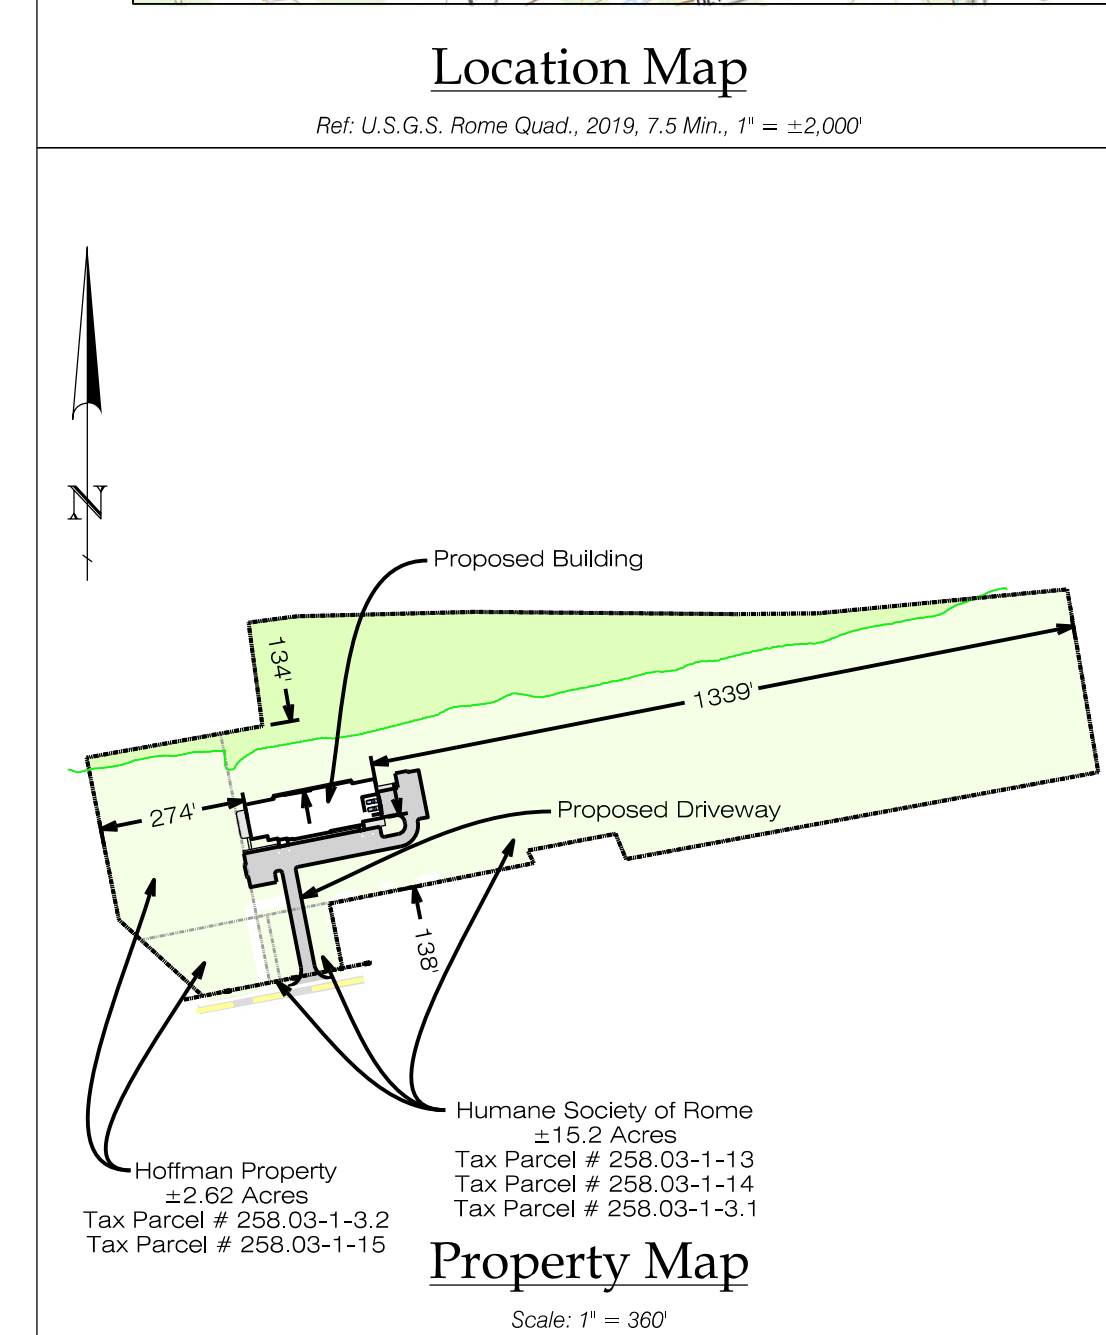 Location Map
Ref: U.S.G.S. Rome Quad., 2019, 7.5 Min., 1" = ±2,000'
N
Proposed Building
134'
1339'
274'
Proposed Driveway
138'
Humane Society of Rome
±15.2 Acres
Tax Parcel # 258.03-1-13
Tax Parcel # 258.03-1-14
Tax Parcel # 258.03-1-3.1
Hoffman Property
±2.62 Acres
Tax Parcel # 258.03-1-3.2
Tax Parcel # 258.03-1-15
Property Map
Scale: 1" = 360'